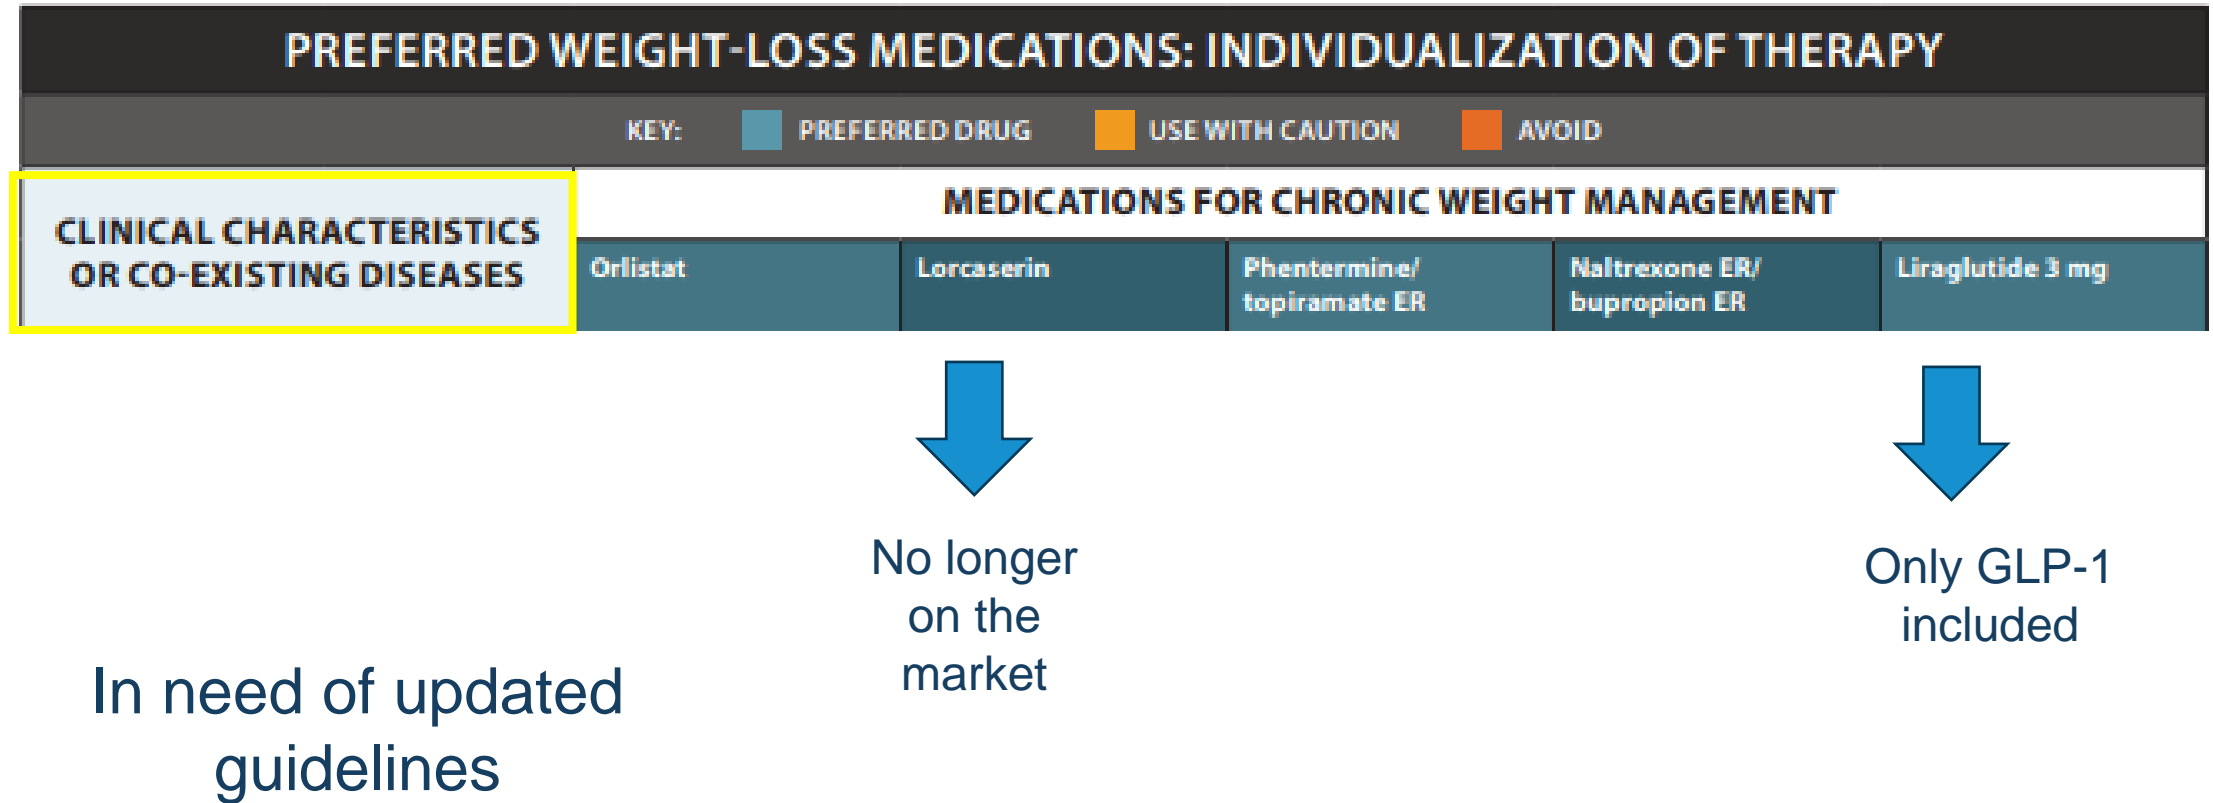 PREFERRED WEIGHT-LOSS MEDICATIONS: INDIVIDUALIZATION OF THERAPY
KEY: PREFERRED DRUG USE WITH CAUTION AVOID
CLINICAL CHARACTERISTICS
OR CO-EXISTING DISEASES
MEDICATIONS FOR CHRONIC WEIGHT MANAGEMENT
Orlistat
Lorcaserin
Phentermine/
topiramate ER
Naltrexone ER/
bupropion ER
Liraglutide 3 mg
No longer
on the
market
Only GLP-1
included
In need of updated
guidelines